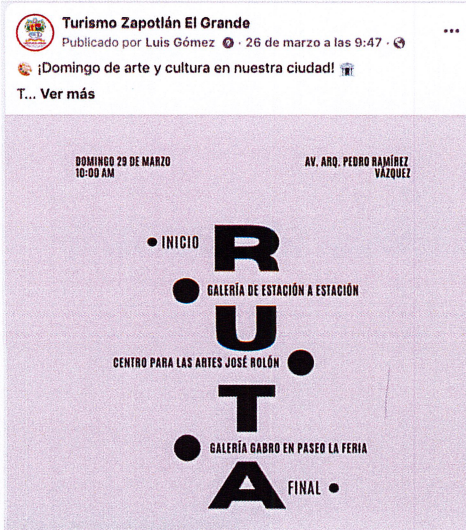 Turismo Zapotlán El Grande
Publicado por Luis Gómez · 26 de marzo a las 9:47 ·
¡Domingo de arte y cultura en nuestra ciudad!
T... Ver más
DOMINGO 29 DE MARZO
10:00 AM
AV. ARQ. PEDRO RAMÍREZ
VÁZQUEZ
INICIO
R
GALERÍA DE ESTACIÓN A ESTACIÓN
U
CENTRO PARA LAS ARTES JOSÉ ROLÓN
T
GALERÍA GABRO EN PASEO LA FERIA
A
FINAL